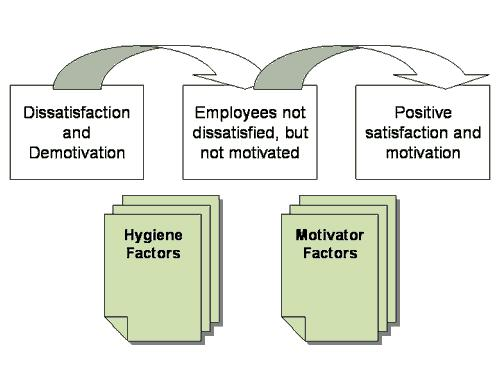 Dissatisfaction
and
Demotivation
Employees not
dissatisfied, but
not motivated
Positive
satisfaction and
motivation
Hygiene
Factors
Motivator
Factors